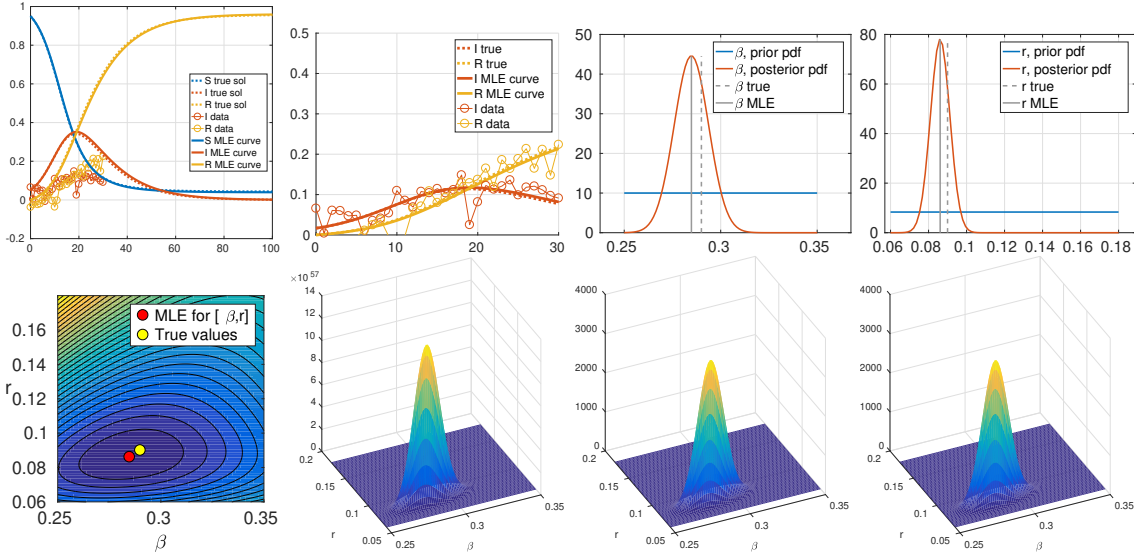 1
0.8
0.6
0.4
0.2
0
-0.2
0 20 40 60 80 100
S true sol
I true sol
R true sol
I data
R data
S MLE curve
I MLE curve
R MLE curve
0.5
0.4
0.3
0.2
0.1
0
0 10 20 30
I true
R true
I MLE curve
R MLE curve
I data
R data
50
40
30
20
10
0
0.25 0.3 0.35
β, prior pdf
β, posterior pdf
β true
β MLE
80
60
40
20
0
0.06 0.08 0.1 0.12 0.14 0.16 0.18
r, prior pdf
r, posterior pdf
r true
r MLE
MLE for [ β,r]
True values
0.16
0.14
0.12
0.1
0.08
0.06
r
0.25 0.3 0.35
β
×10 57
14
12
10
8
6
4
2
0
0.2
0.15
0.1
0.05
r
0.25
0.3
0.35
β
4000
3000
2000
1000
0
0.2
0.15
0.1
0.05
r
0.25
0.3
0.35
β
4000
3000
2000
1000
0
0.2
0.15
0.1
0.05
r
0.25
0.3
0.35
β